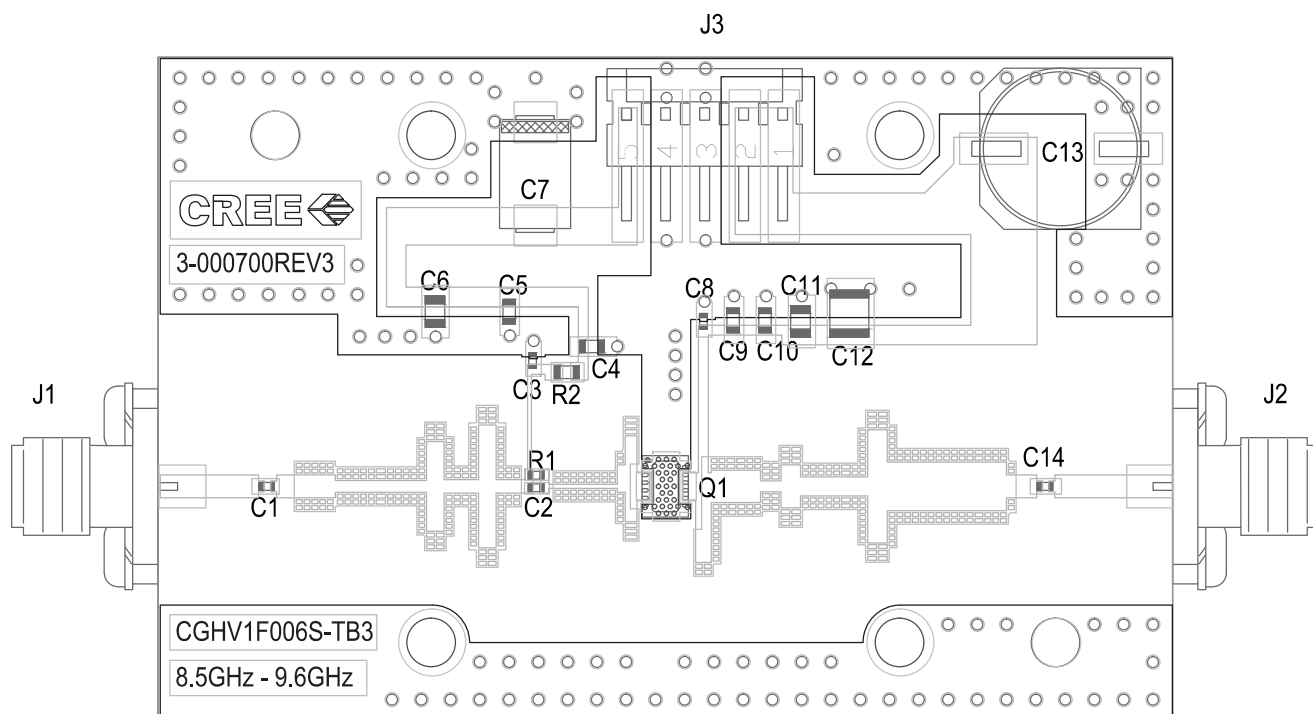 J3
5 4 3 2 1
C13
C7
CREE
3-000700REV3
C6 C5 C8 C11
C9 C10 C12
C4
C3
R2
J1
J2
R1
C1 C2 Q1 C14
CGHV1F006S-TB3
8.5GHz - 9.6GHz